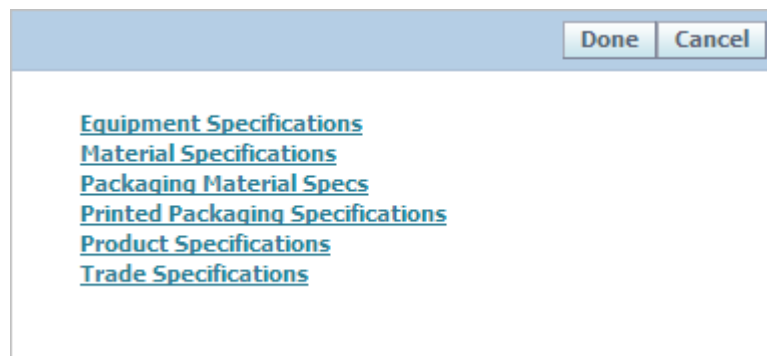 Done Cancel
Equipment Specifications
Material Specifications
Packaging Material Specs
Printed Packaging Specifications
Product Specifications
Trade Specifications